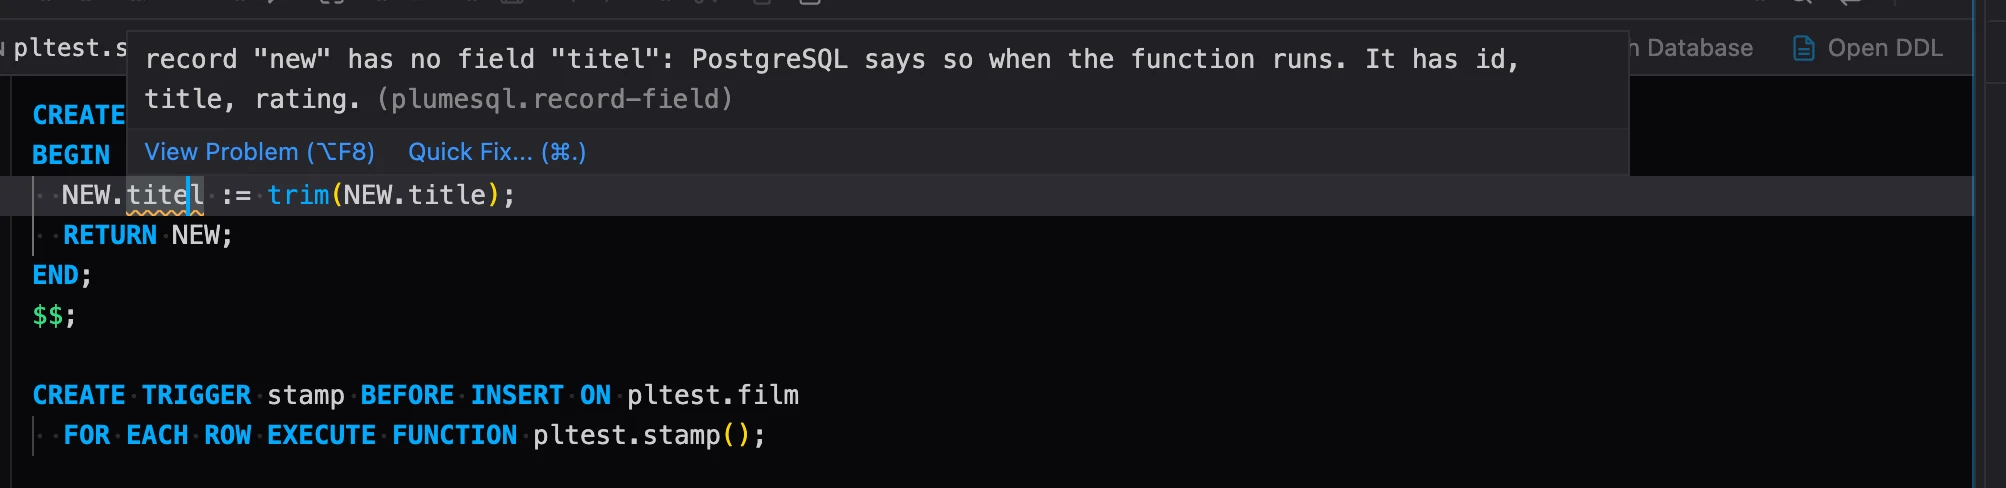 pltest.s
Database
Open DDL
record "new" has no field "titel": PostgreSQL says so when the function runs. It has id,
title, rating. (plumesql.record-field)
View Problem (⌥F8) Quick Fix... (⌘.)
CREATE
BEGIN
NEW.titel := trim(NEW.title);
RETURN NEW;
END;
$$;
CREATE TRIGGER stamp BEFORE INSERT ON pltest.film
FOR EACH ROW EXECUTE FUNCTION pltest.stamp();